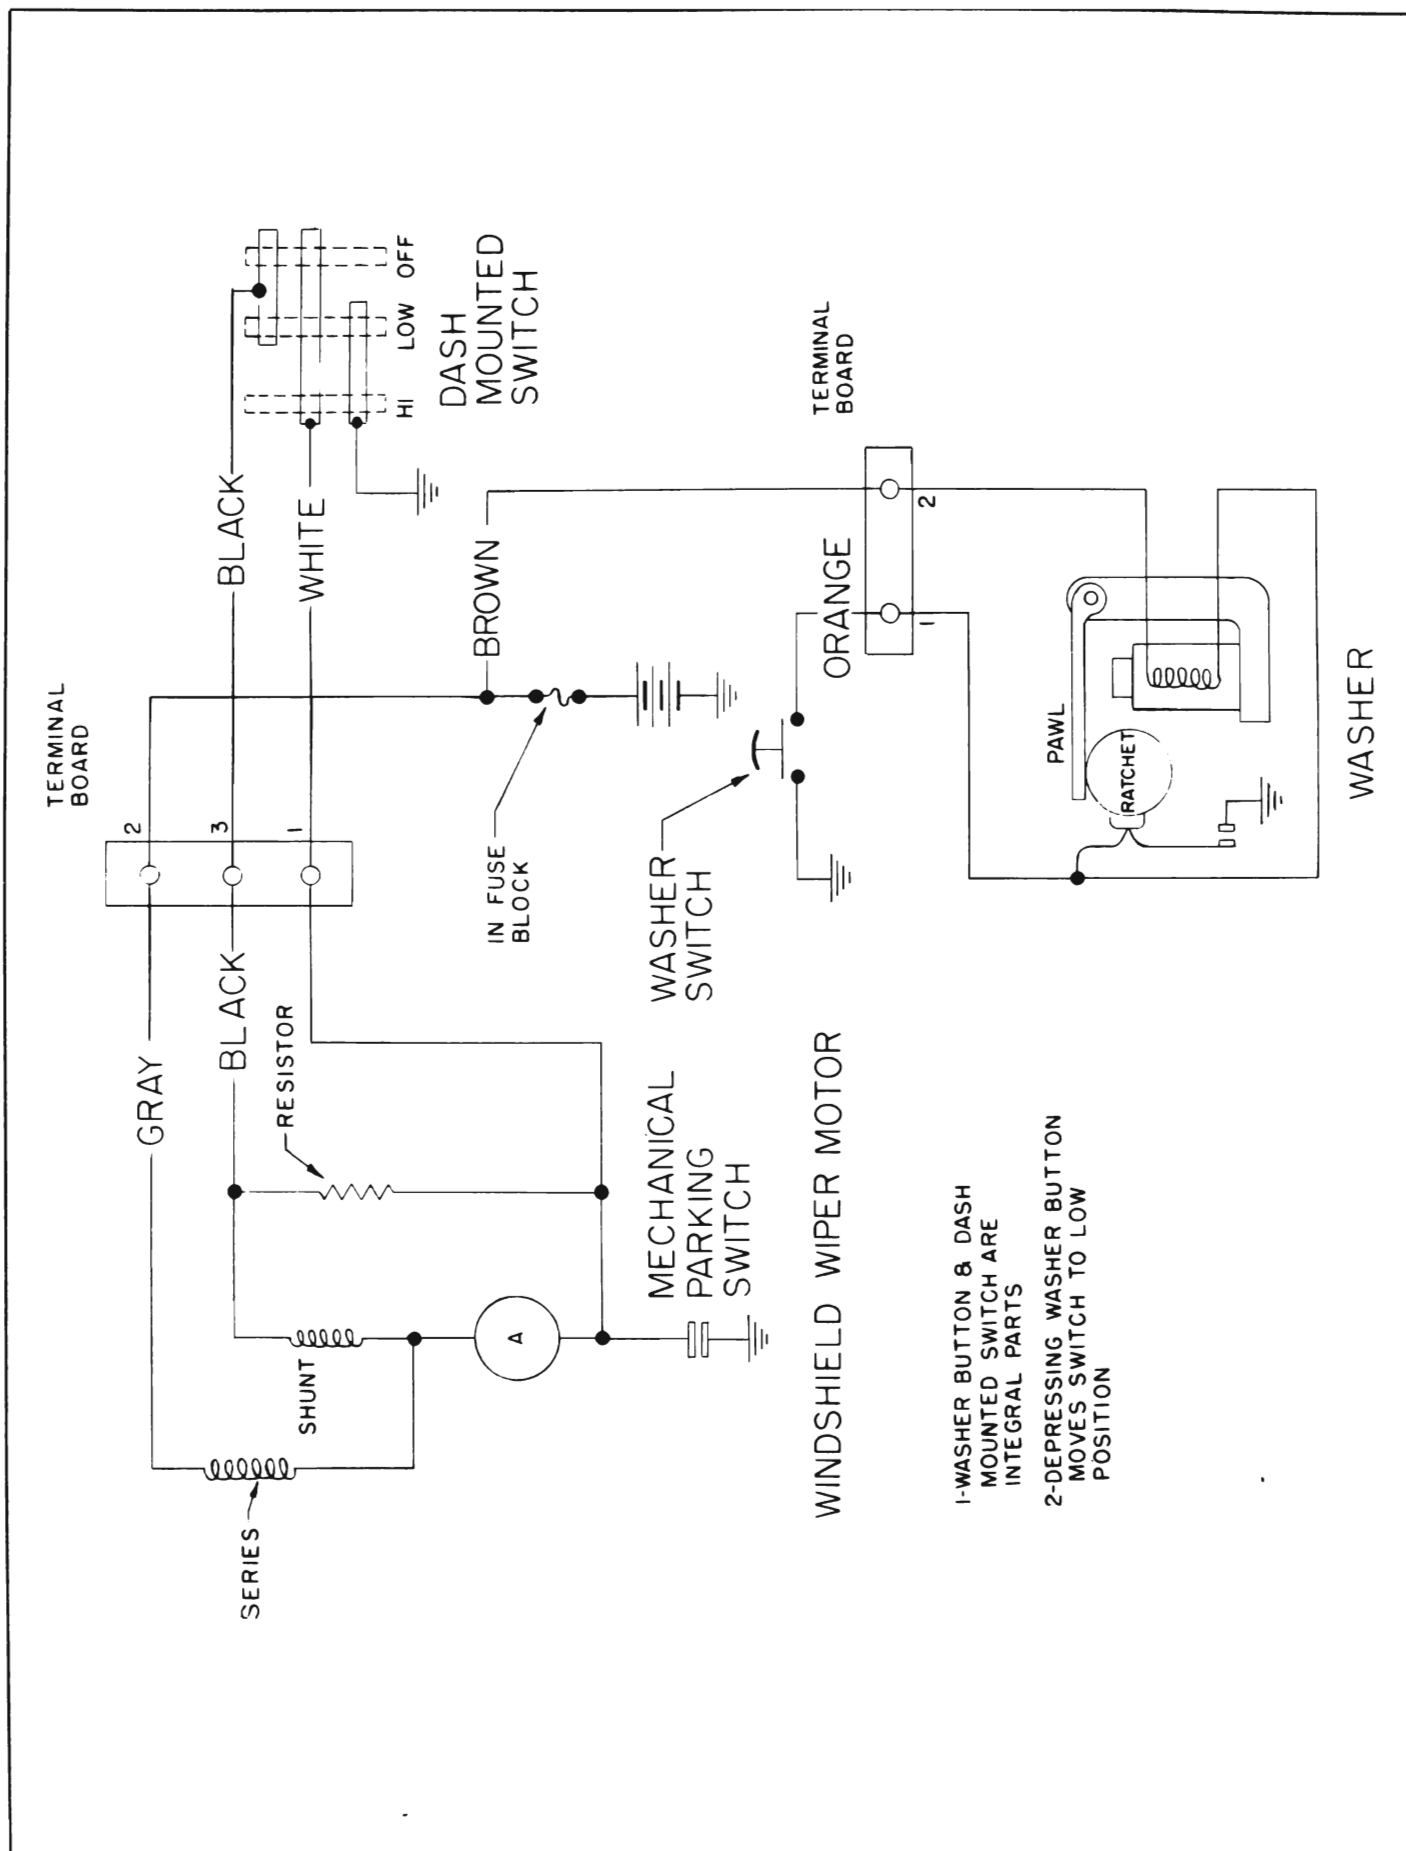 TERMINAL
BOARD
2
3
1
GRAY
BLACK
BLACK
WHITE
RESISTOR
SERIES
SHUNT
A
HI
LOW
OFF
DASH
MOUNTED
SWITCH
BROWN
IN FUSE
BLOCK
MECHANICAL
PARKING
SWITCH
WASHER
SWITCH
ORANGE
TERMINAL
BOARD
1
2
WINDSHIELD WIPER MOTOR
PAWL
RATCHET
WASHER
1-WASHER BUTTON & DASH
MOUNTED SWITCH ARE
INTEGRAL PARTS
2-DEPRESSING WASHER BUTTON
MOVES SWITCH TO LOW
POSITION